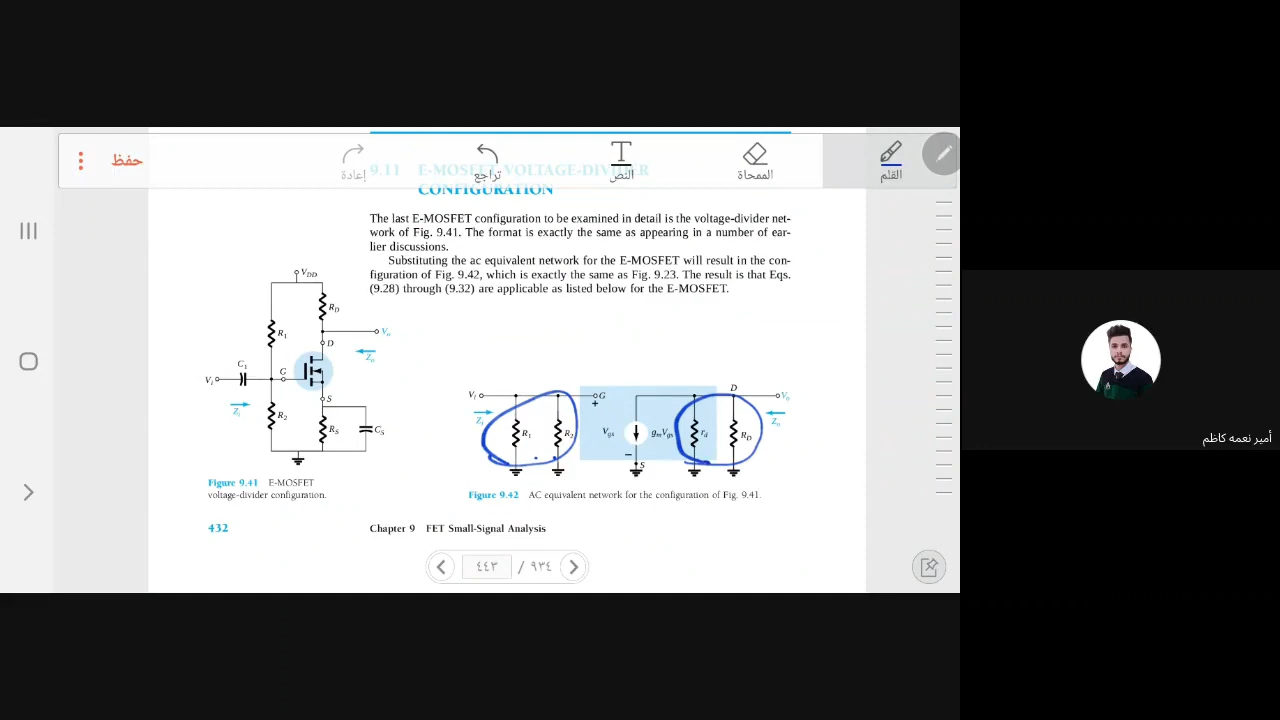 حفظ
إعادة
تراجع
النص
الممحاة
القلم
9.11 E-MOSFET VOLTAGE-DIVIDER
CONFIGURATION
The last E-MOSFET configuration to be examined in detail is the voltage-divider net-
work of Fig. 9.41. The format is exactly the same as appearing in a number of ear-
lier discussions.
Substituting the ac equivalent network for the E-MOSFET will result in the con-
figuration of Fig. 9.42, which is exactly the same as Fig. 9.23. The result is that Eqs.
(9.28) through (9.32) are applicable as listed below for the E-MOSFET.
VDD
RD
R1
Vo
D
Zo
C1
G
Vi
S
Zi
R2
RS
CS
Vi
G
+
D
Vo
Zi
R1
R2
Vgs
gmVgs
rd
RD
Zo
−
S
Figure 9.41 E-MOSFET
voltage-divider configuration.
Figure 9.42 AC equivalent network for the configuration of Fig. 9.41.
432
Chapter 9 FET Small-Signal Analysis
٤٤٣ / ٩٣٤
أمير نعمه كاظم